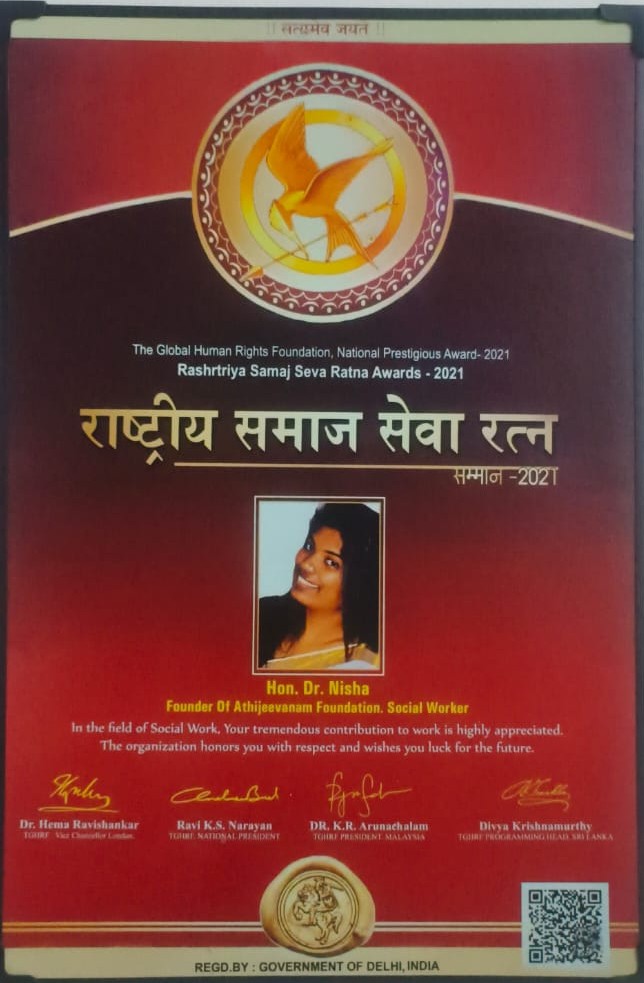 || सत्यमेव जयते ||
The Global Human Rights Foundation, National Prestigious Award- 2021
Rashrtriya Samaj Seva Ratna Awards - 2021
राष्ट्रीय समाज सेवा रत्न
सम्मान -2021
Hon. Dr. Nisha
Founder Of Athijeevanam Foundation. Social Worker
In the field of Social Work, Your tremendous contribution to work is highly appreciated.
The organization honors you with respect and wishes you luck for the future.
Dr. Hema Ravishankar
TGHRF Vice Chancellor London.
Ravi K.S. Narayan
TGHRF. NATIONAL PRESIDENT
DR. K.R. Arunachalam
TGHRF PRESIDENT MALAYSIA
Divya Krishnamurthy
TGHRF PROGRAMMING HEAD, SRI LANKA
REGD.BY : GOVERNMENT OF DELHI, INDIA